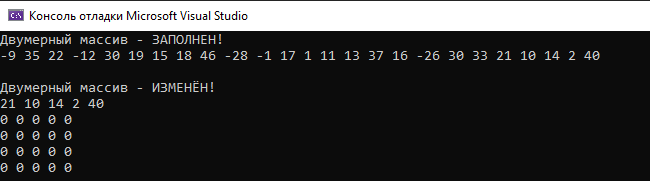 Консоль отладки Microsoft Visual Studio
Двумерный массив - ЗАПОЛНЕН!
-9 35 22 -12 30 19 15 18 46 -28 -1 17 1 11 13 37 16 -26 30 33 21 10 14 2 40
Двумерный массив - ИЗМЕНЁН!
21 10 14 2 40
0 0 0 0 0
0 0 0 0 0
0 0 0 0 0
0 0 0 0 0